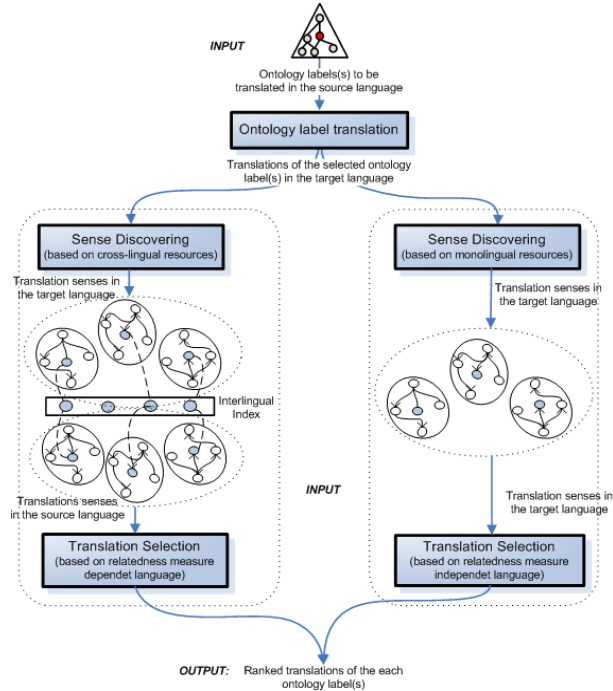 INPUT
Ontology labels(s) to be
translated in the source language
Ontology label translation
Translations of the selected ontology
label(s) in the target language
Sense Discovering
(based on cross-lingual resources)
Translation senses in
the target language
Interlingual
Index
Translations senses
in the source language
Translation Selection
(based on relatedness measure
dependet language)
Sense Discovering
(based on monolingual resources)
Translation senses in
the target language
INPUT
Translation senses in
the target language
Translation Selection
(based on relatedness measure
independet language)
OUTPUT: Ranked translations of the each
ontology label(s)